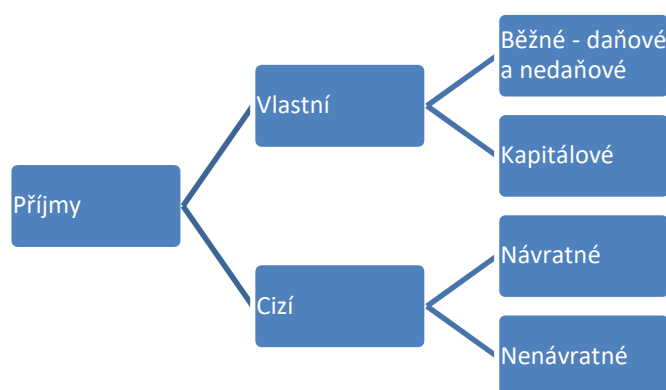 Příjmy
Vlastní
Běžné - daňové
a nedaňové
Kapitálové
Cizí
Návratné
Nenávratné